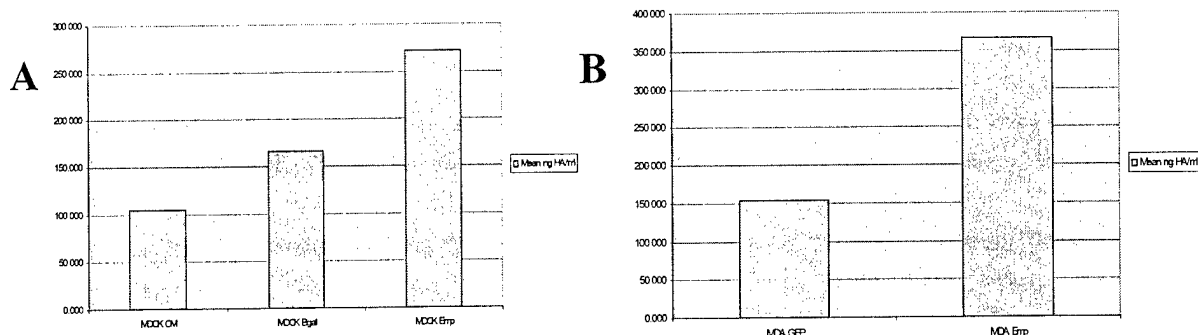 A
300 000
250 000
200 000
150 000
100 000
50 000
0.000
MDCK CM
MDCK Bgal
MDCK Emp
Mean ng HA/ml
B
400 000
350 000
300 000
250 000
200 000
150 000
100 000
50 000
0.000
MDA GFP
MDA Emp
Mean ng HA/ml